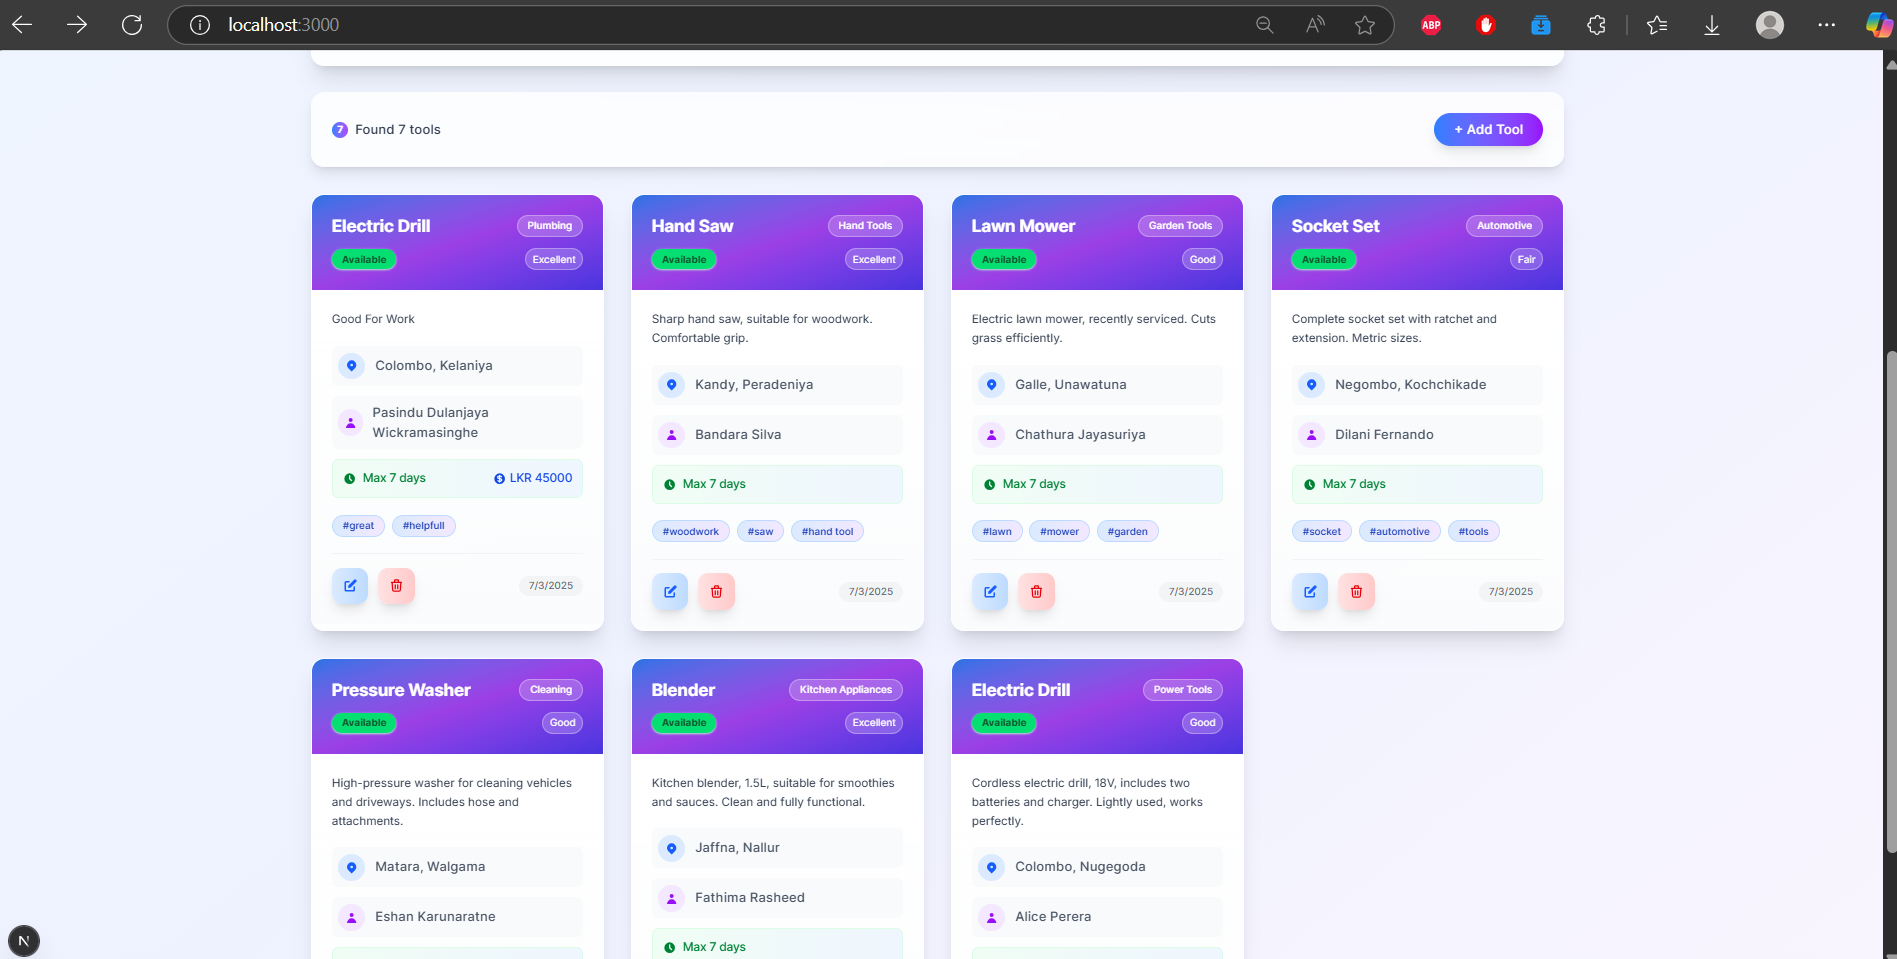 localhost:3000
ABP
7 Found 7 tools
+ Add Tool
Electric Drill
Plumbing
Available
Excellent
Good For Work
Colombo, Kelaniya
Pasindu Dulanjaya
Wickramasinghe
Max 7 days
LKR 45000
#great #helpfull
7/3/2025
Hand Saw
Hand Tools
Available
Excellent
Sharp hand saw, suitable for woodwork.
Comfortable grip.
Kandy, Peradeniya
Bandara Silva
Max 7 days
#woodwork #saw #hand tool
7/3/2025
Lawn Mower
Garden Tools
Available
Good
Electric lawn mower, recently serviced. Cuts
grass efficiently.
Galle, Unawatuna
Chathura Jayasuriya
Max 7 days
#lawn #mower #garden
7/3/2025
Socket Set
Automotive
Available
Fair
Complete socket set with ratchet and
extension. Metric sizes.
Negombo, Kochchikade
Dilani Fernando
Max 7 days
#socket #automotive #tools
7/3/2025
Pressure Washer
Cleaning
Available
Good
High-pressure washer for cleaning vehicles
and driveways. Includes hose and
attachments.
Matara, Walgama
Eshan Karunaratne
Blender
Kitchen Appliances
Available
Excellent
Kitchen blender, 1.5L, suitable for smoothies
and sauces. Clean and fully functional.
Jaffna, Nallur
Fathima Rasheed
Max 7 days
Electric Drill
Power Tools
Available
Good
Cordless electric drill, 18V, includes two
batteries and charger. Lightly used, works
perfectly.
Colombo, Nugegoda
Alice Perera
N